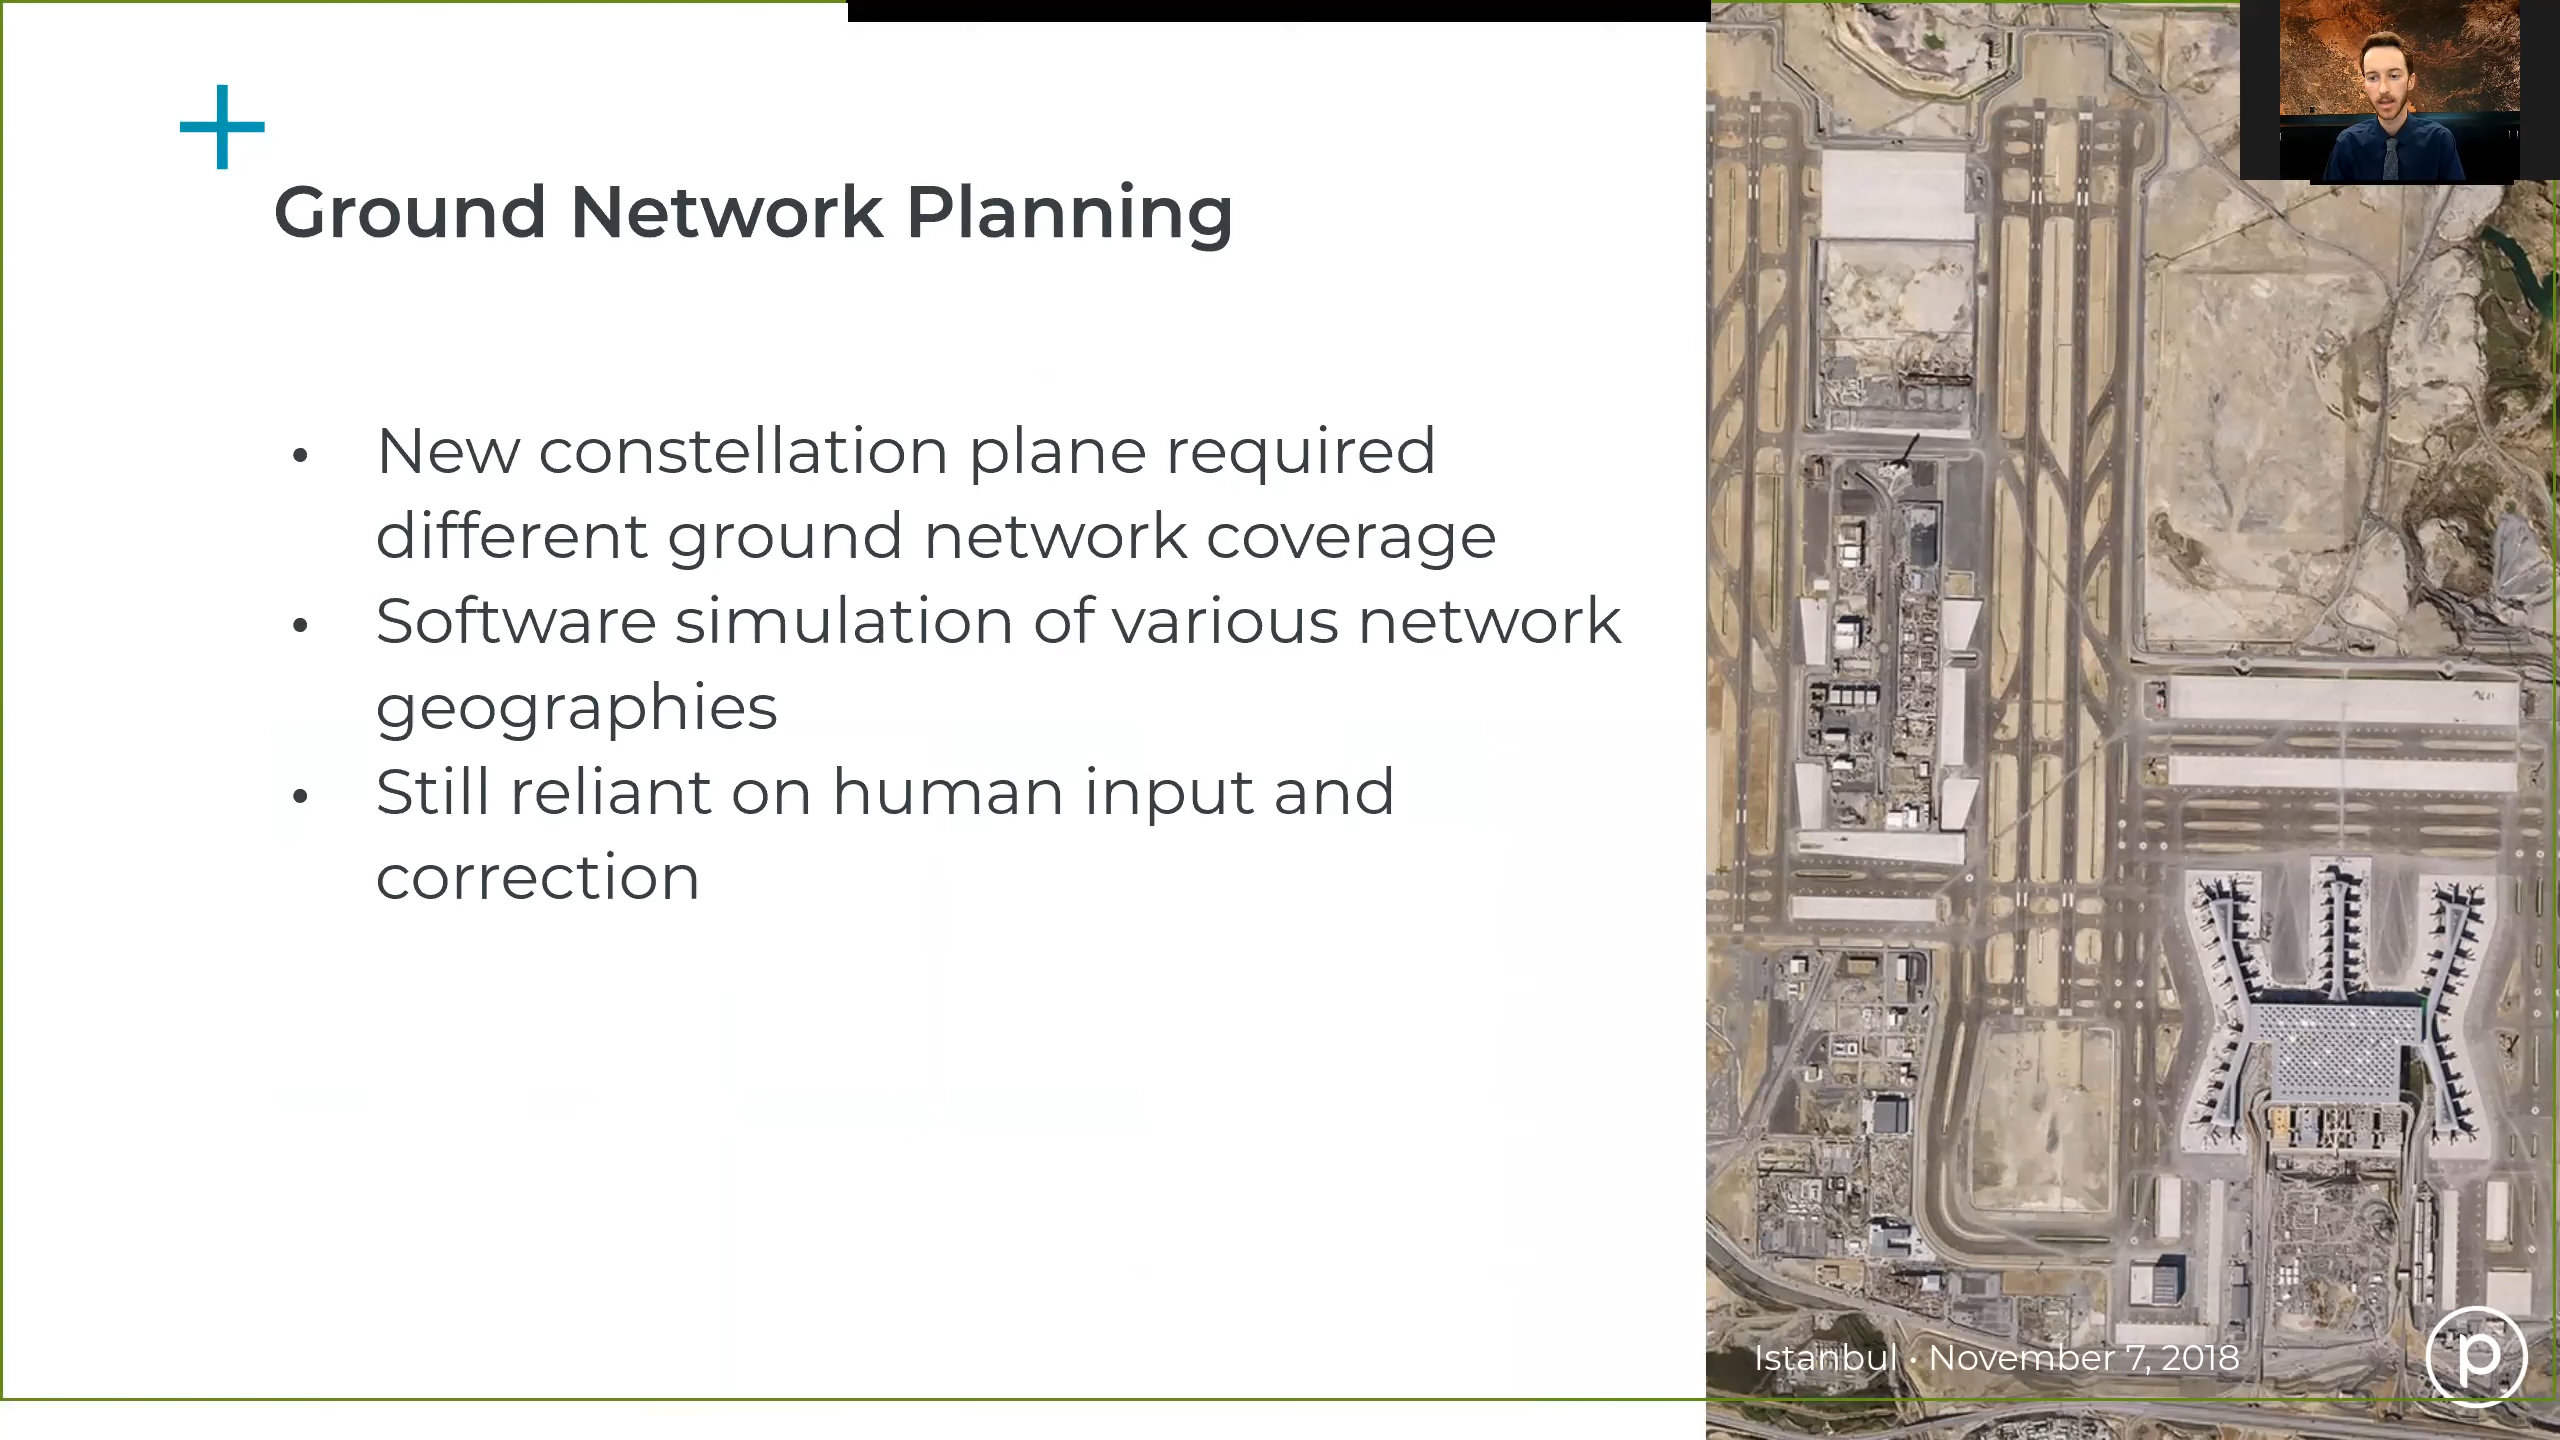 Ground Network Planning
• New constellation plane required
different ground network coverage
• Software simulation of various network
geographies
• Still reliant on human input and
correction
Istanbul • November 7, 2018
p